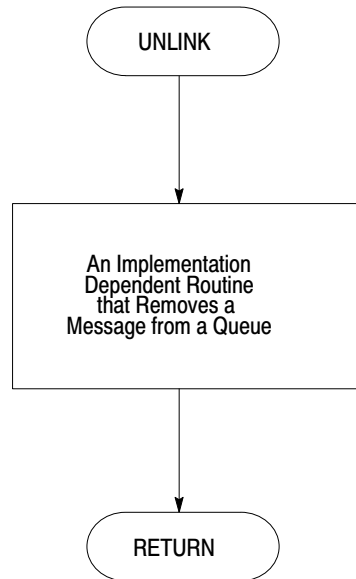 UNLINK
An Implementation
Dependent Routine
that Removes a
Message from a Queue
RETURN